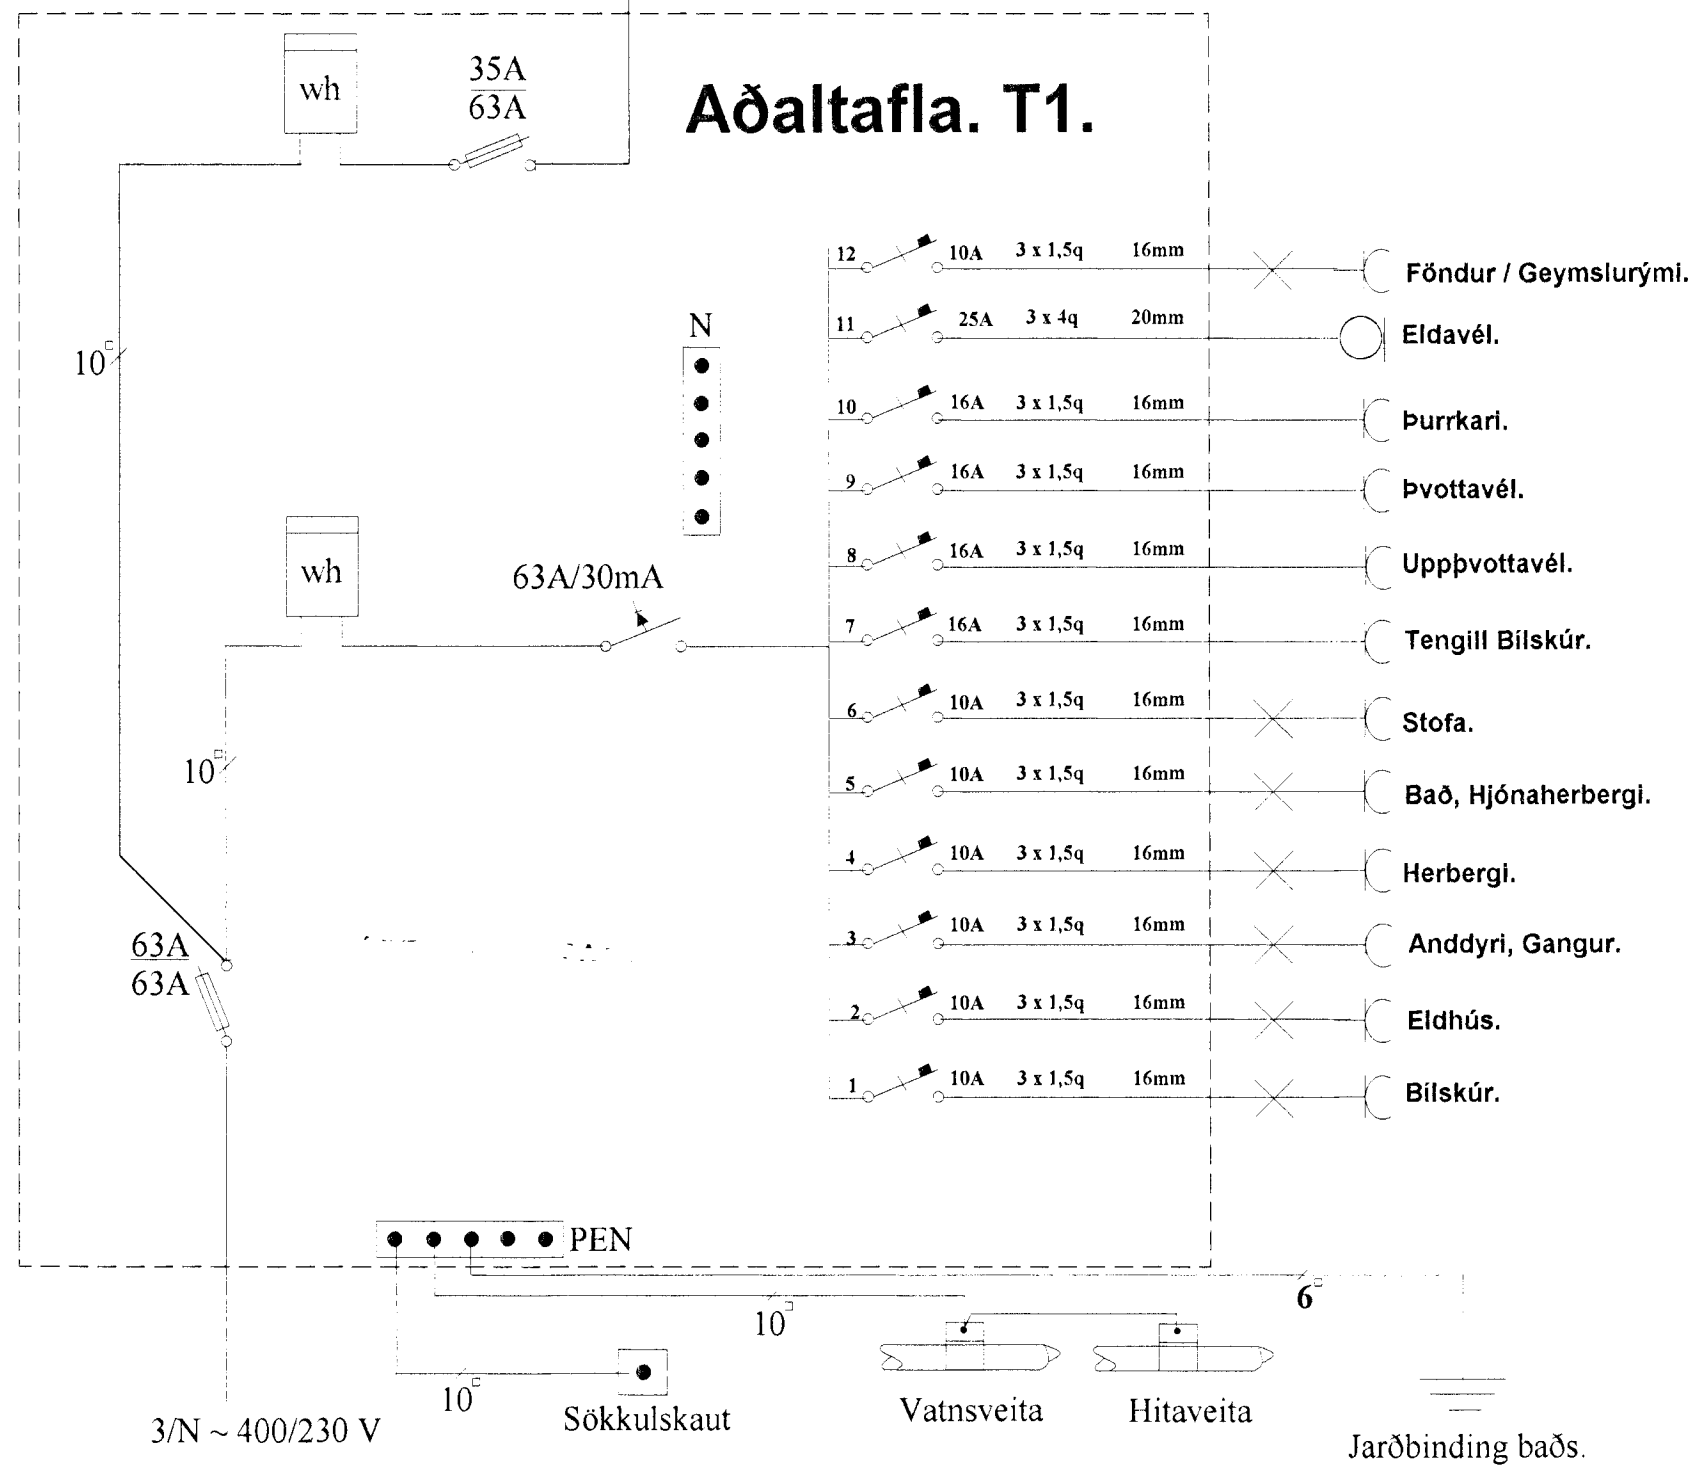 wh
35A
63A
Aðaltafla. T1.
12 10A 3 x 1,5q 16mm Föndur / Geymslurými.
11 25A 3 x 4q 20mm Eldavél.
N
10□
10 16A 3 x 1,5q 16mm Þurrkari.
9 16A 3 x 1,5q 16mm Þvottavél.
8 16A 3 x 1,5q 16mm Uppþvottavél.
wh
63A/30mA
7 16A 3 x 1,5q 16mm Tengill Bílskúr.
6 10A 3 x 1,5q 16mm Stofa.
10□
5 10A 3 x 1,5q 16mm Bað, Hjónaherbergi.
4 10A 3 x 1,5q 16mm Herbergi.
3 10A 3 x 1,5q 16mm Anddyri, Gangur.
63A
63A
2 10A 3 x 1,5q 16mm Eldhús.
1 10A 3 x 1,5q 16mm Bílskúr.
PEN
6□
10□
10□
3/N ~ 400/230 V
Sökkulskaut
Vatnsveita
Hitaveita
Jarðbinding baðs.